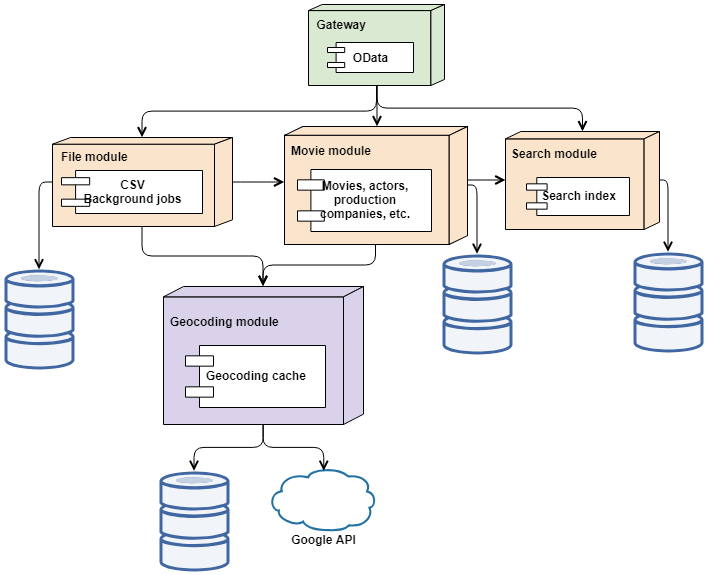 Gateway
OData
File module
CSV
Background jobs
Movie module
Movies, actors,
production
companies, etc.
Search module
Search index
Geocoding module
Geocoding cache
Google API